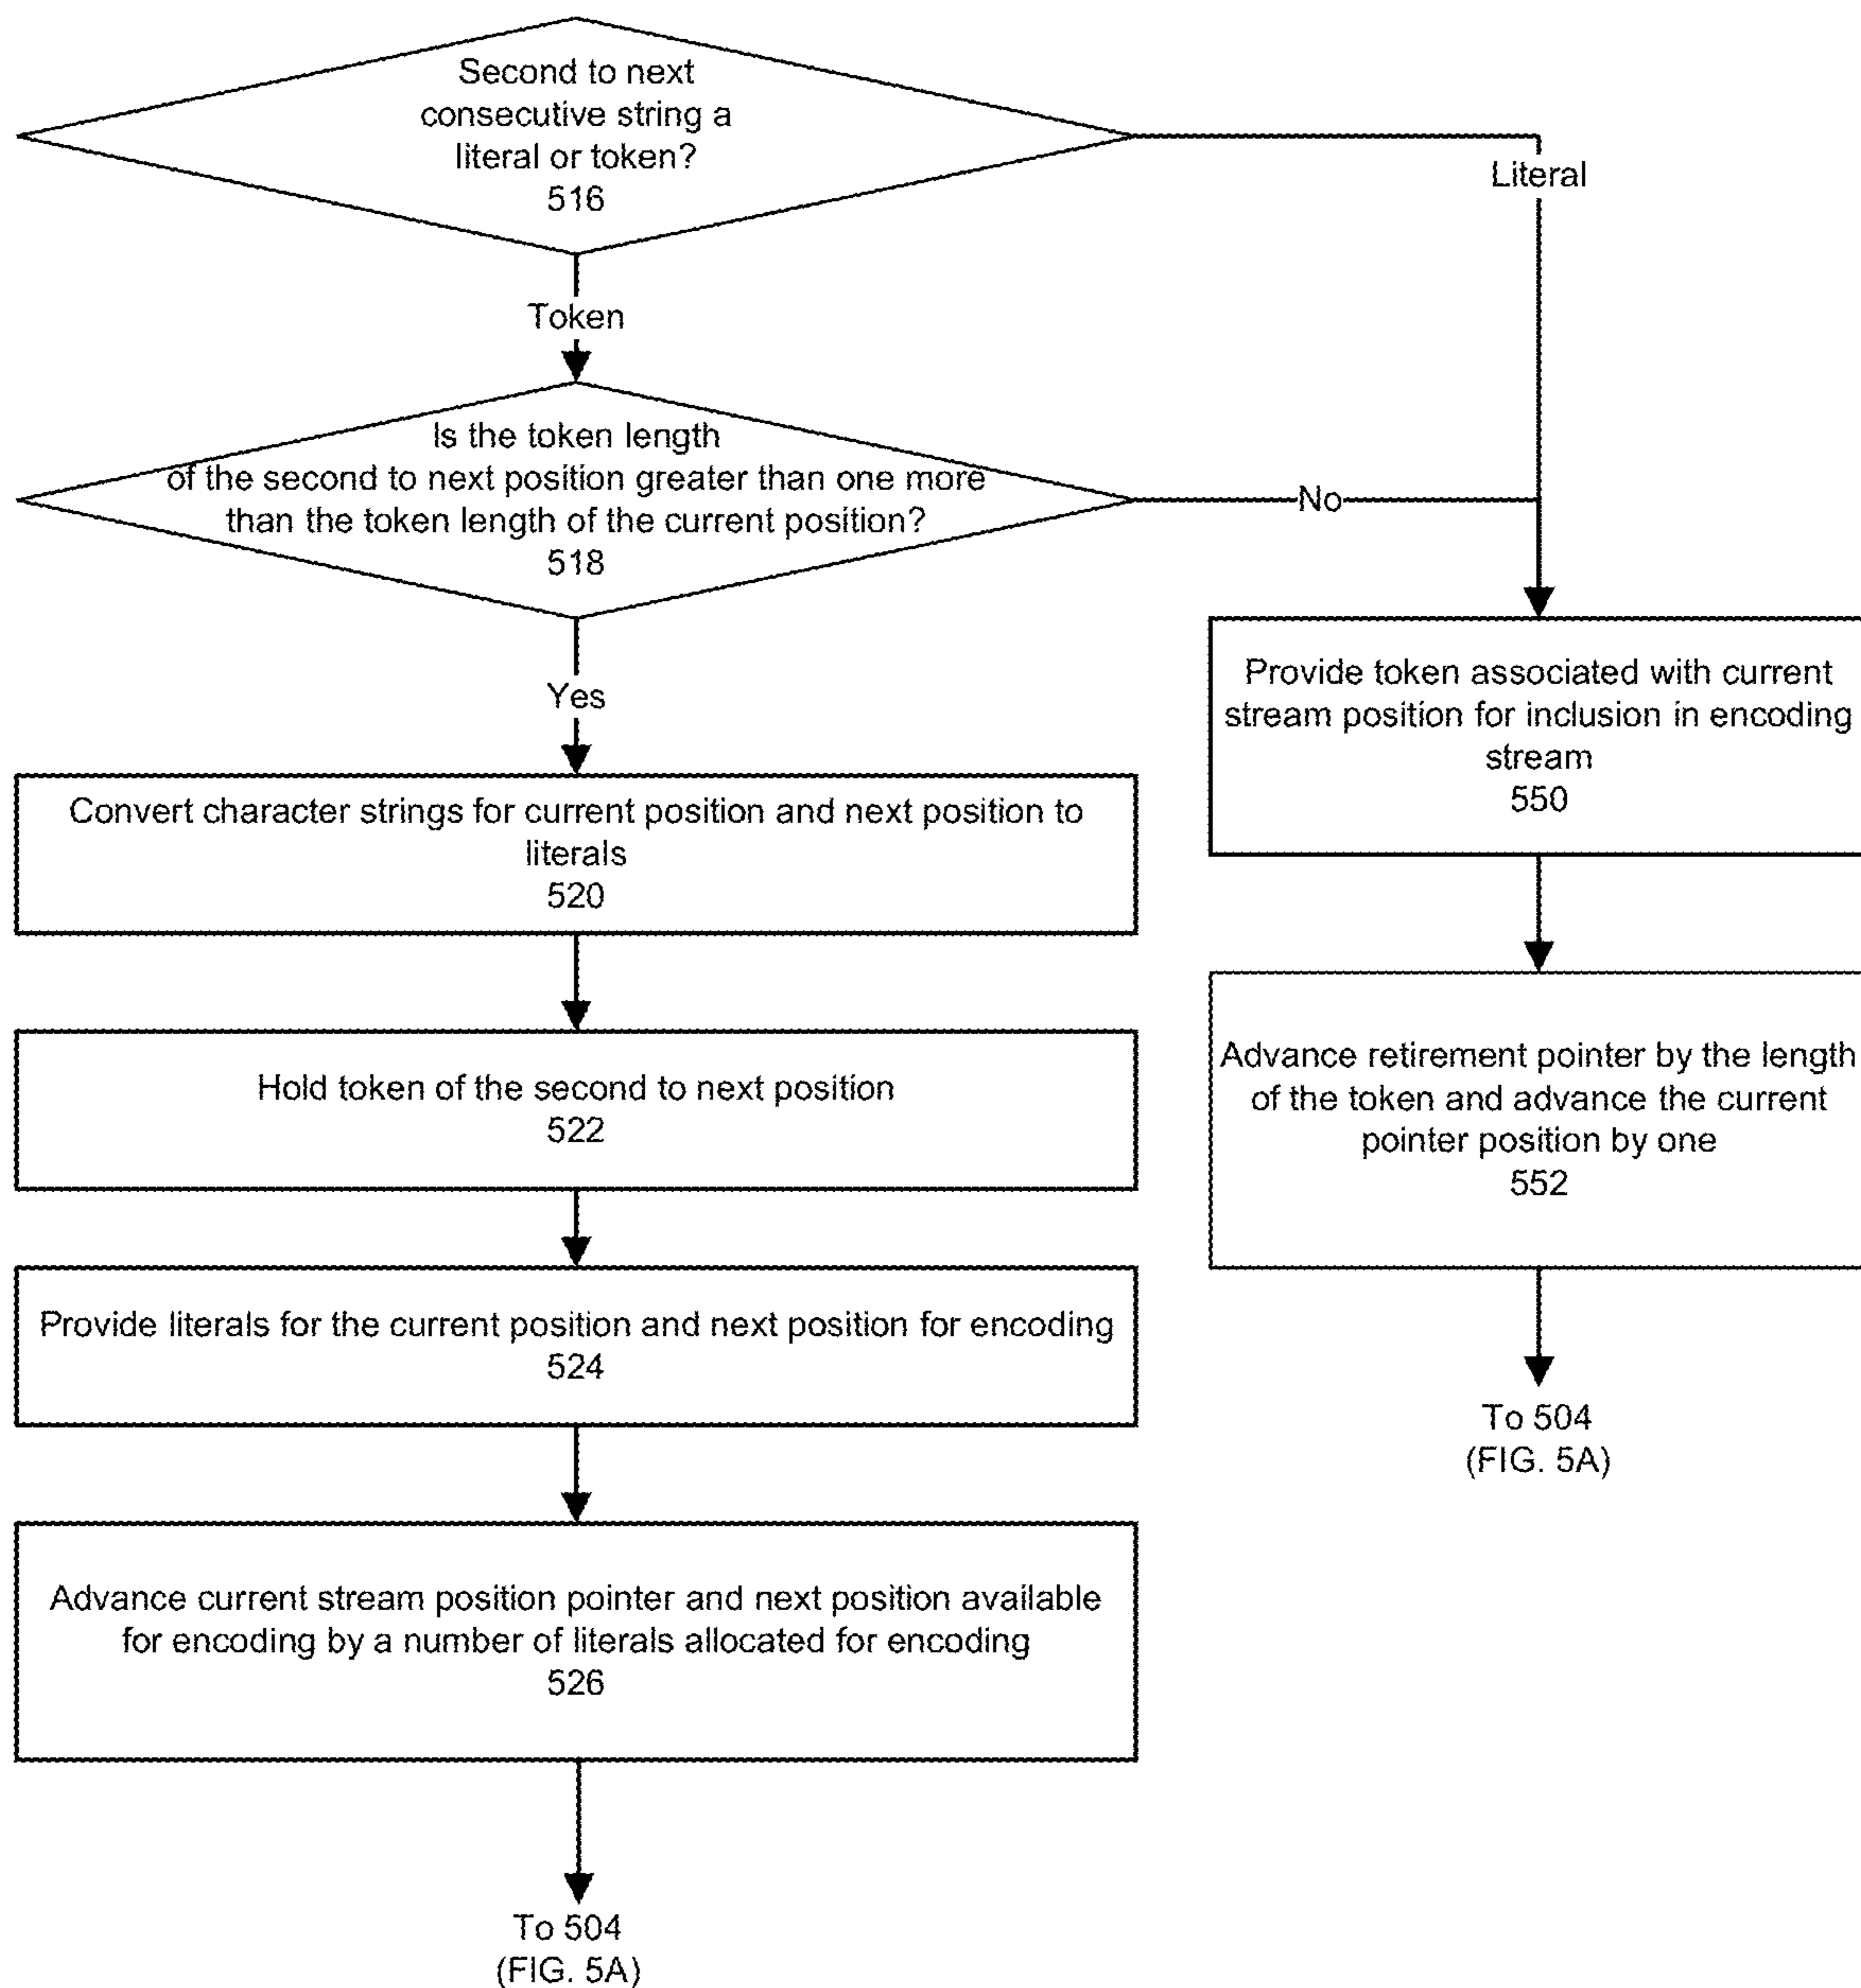 Second to next
consecutive string a
literal or token?
516
Literal
Token
Is the token length
of the second to next position greater than one more
than the token length of the current position?
518
No
Yes
Provide token associated with current
stream position for inclusion in encoding
stream
550
Convert character strings for current position and next position to
literals
520
Advance retirement pointer by the length
of the token and advance the current
pointer position by one
552
Hold token of the second to next position
522
Provide literals for the current position and next position for encoding
524
To 504
(FIG. 5A)
Advance current stream position pointer and next position available
for encoding by a number of literals allocated for encoding
526
To 504
(FIG. 5A)